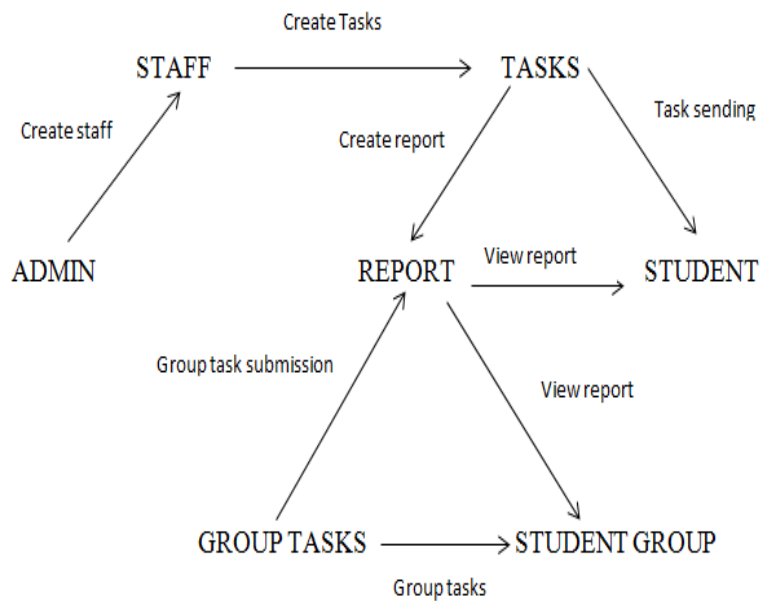 Create Tasks
STAFF
TASKS
Task sending
Create staff
Create report
ADMIN
REPORT
View report
STUDENT
Group task submission
View report
GROUP TASKS
STUDENT GROUP
Group tasks